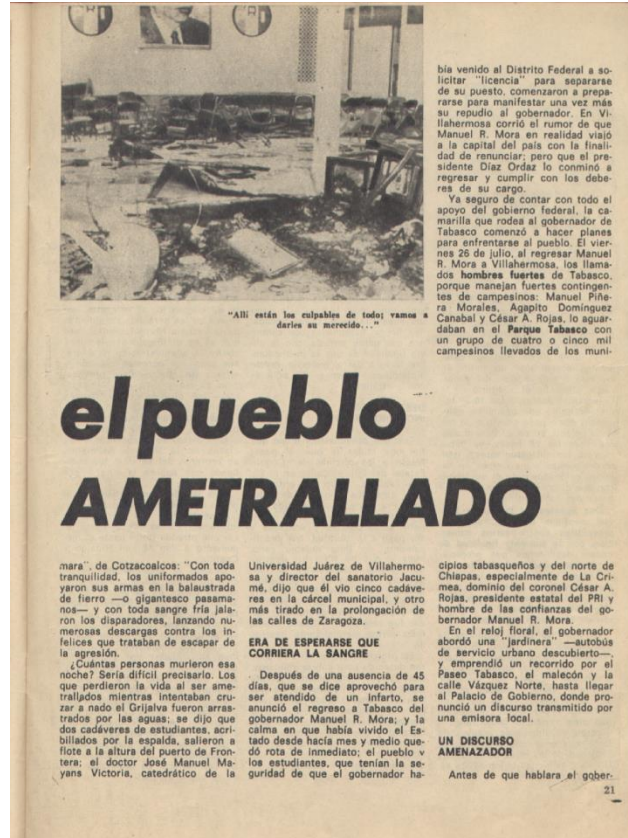 "Allí están los culpables de todo; vamos a
darles su merecido..."
el pueblo
AMETRALLADO
mara", de Cotzacoalcos: "Con toda
tranquilidad, los uniformados apo-
yaron sus armas en la balaustrada
de fierro —o gigantesco pasama-
nos— y con toda sangre fría jala-
ron los disparadores, lanzando nu-
merosas descargas contra los in-
felices que trataban de escapar de
la agresión.
¿Cuántas personas murieron esa
noche? Sería difícil precisarlo. Los
que perdieron la vida al ser ame-
trallados mientras intentaban cru-
zar a nado el Grijalva fueron arras-
trados por las aguas; se dijo que
dos cadáveres de estudiantes, acri-
billados por la espalda, salieron a
flote a la altura del puerto de Fron-
tera; el doctor José Manuel Ma-
yans Victoria, catedrático de la
Universidad Juárez de Villahermo-
sa y director del sanatorio Jacu-
mé, dijo que él vio cinco cadáve-
res en la cárcel municipal, y otro
más tirado en la prolongación de
las calles de Zaragoza.
ERA DE ESPERARSE QUE
CORRIERA LA SANGRE
Después de una ausencia de 45
días, que se dice aprovechó para
ser atendido de un infarto, se
anunció el regreso a Tabasco del
gobernador Manuel R. Mora; y la
calma en que había vivido el Es-
tado desde hacía mes y medio que-
dó rota de inmediato; el pueblo y
los estudiantes, que tenían la se-
guridad de que el gobernador ha-
bía venido al Distrito Federal a so-
licitar "licencia" para separarse
de su puesto, comenzaron a prepa-
rarse para manifestar una vez más
su repudio al gobernador. En Vi-
llahermosa corrió el rumor de que
Manuel R. Mora en realidad viajó
a la capital del país con la finali-
dad de renunciar; pero que el pre-
sidente Díaz Ordaz lo conminó a
regresar y cumplir con los debe-
res de su cargo.
Ya seguro de contar con todo el
apoyo del gobierno federal, la ca-
marilla que rodea al gobernador de
Tabasco comenzó a hacer planes
para enfrentarse al pueblo. El vier-
nes 26 de julio, al regresar Manuel
R. Mora a Villahermosa, los llama-
dos hombres fuertes de Tabasco,
porque manejan fuertes contingen-
tes de campesinos: Manuel Piñe-
ra Morales, Agapito Domínguez
Canabal y César A. Rojas, lo aguar-
daban en el Parque Tabasco con
un grupo de cuatro o cinco mil
campesinos llevados de los muni-
cipios tabasqueños y del norte de
Chiapas, especialmente de La Cri-
mea, dominio del coronel César A.
Rojas, presidente estatal del PRI y
hombre de las confianzas del go-
bernador Manuel R. Mora.
En el reloj floral, el gobernador
abordó una "jardinera" —autobús
de servicio urbano descubierto—,
y emprendió un recorrido por el
Paseo Tabasco, el malecón y la
calle Vázquez Norte, hasta llegar
al Palacio de Gobierno, donde pro-
nunció un discurso transmitido por
una emisora local.
UN DISCURSO
AMENAZADOR
Antes de que hablara el gober-
21